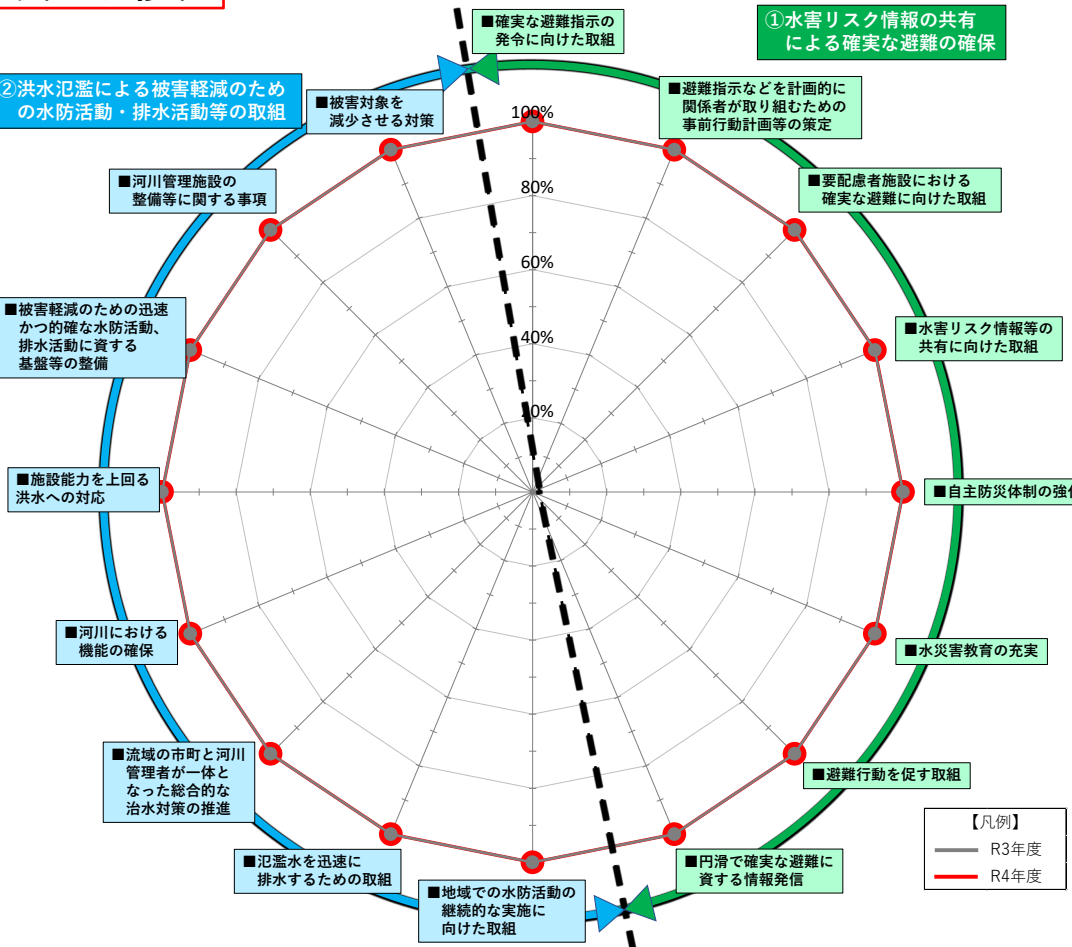 ■確実な避難指示の
発令に向けた取組
①水害リスク情報の共有
による確実な避難の確保
②洪水氾濫による被害軽減のため
の水防活動・排水活動等の取組
■被害対象を
減少させる対策
■避難指示などを計画的に
関係者が取り組むための
事前行動計画等の策定
100%
80%
60%
40%
20%
■河川管理施設の
整備等に関する事項
■要配慮者施設における
確実な避難に向けた取組
■被害軽減のための迅速
かつ的確な水防活動、
排水活動に資する
基盤等の整備
■水害リスク情報等の
共有に向けた取組
■施設能力を上回る
洪水への対応
■自主防災体制の強化
■河川における
機能の確保
■水災害教育の充実
■流域の市町と河川
管理者が一体と
なった総合的な
治水対策の推進
■避難行動を促す取組
■氾濫水を迅速に
排水するための取組
■地域での水防活動の
継続的な実施に
向けた取組
■円滑で確実な避難に
資する情報発信
【凡例】
R3年度
R4年度